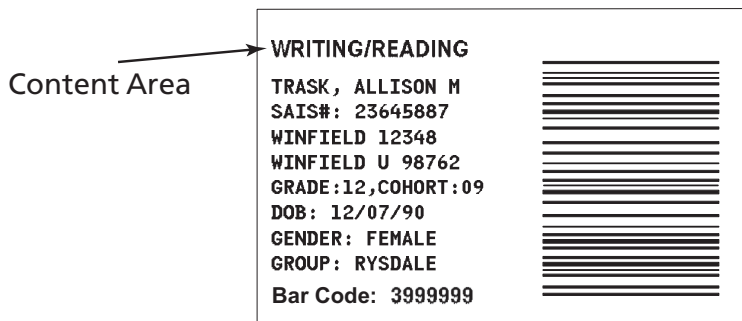 Content Area
WRITING/READING
TRASK, ALLISON M
SAIS#: 23645887
WINFIELD 12348
WINFIELD U 98762
GRADE:12,COHORT:09
DOB: 12/07/90
GENDER: FEMALE
GROUP: RYSDALE
Bar Code: 3999999